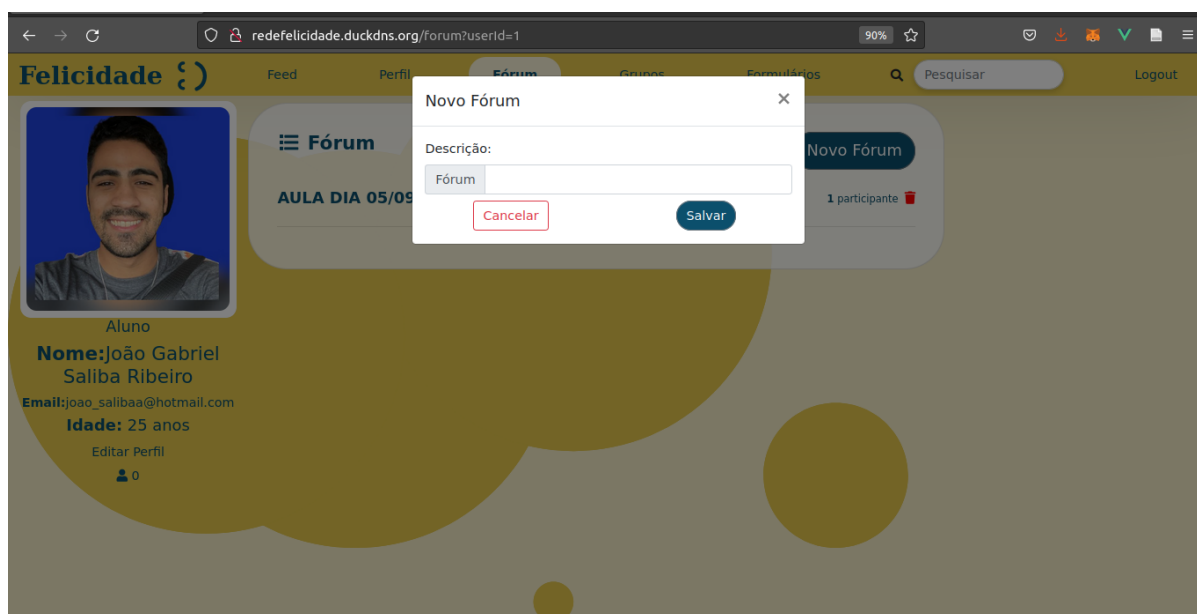 redefelicidade.duckdns.org/forum?userId=1
90%
Felicidade :)
Feed
Perfil
Fórum
Grupos
Formulários
Pesquisar
Logout
Novo Fórum
×
Descrição:
Fórum
Cancelar
Salvar
Fórum
Novo Fórum
AULA DIA 05/09
1 participante
Aluno
Nome:João Gabriel
Saliba Ribeiro
Email:joao_salibaa@hotmail.com
Idade: 25 anos
Editar Perfil
0